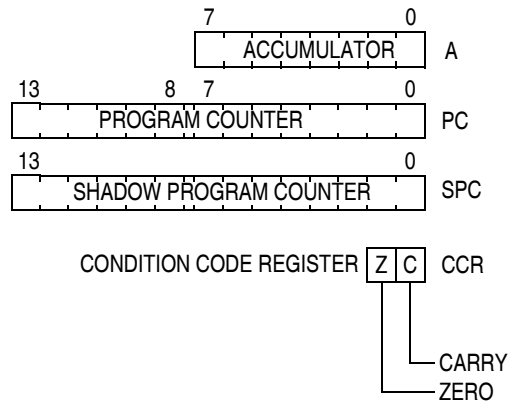 7 0
ACCUMULATOR A
13 8 7 0
PROGRAM COUNTER PC
13 0
SHADOW PROGRAM COUNTER SPC
CONDITION CODE REGISTER Z C CCR
CARRY
ZERO